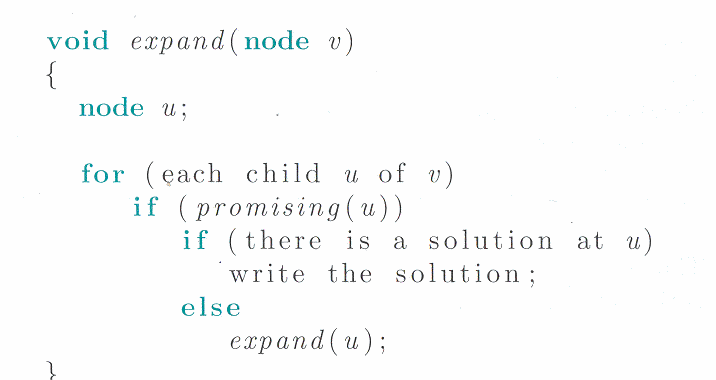 void expand(node v)
{
node u;
for (each child u of v)
if (promising(u))
if (there is a solution at u)
write the solution;
else
expand(u);
}